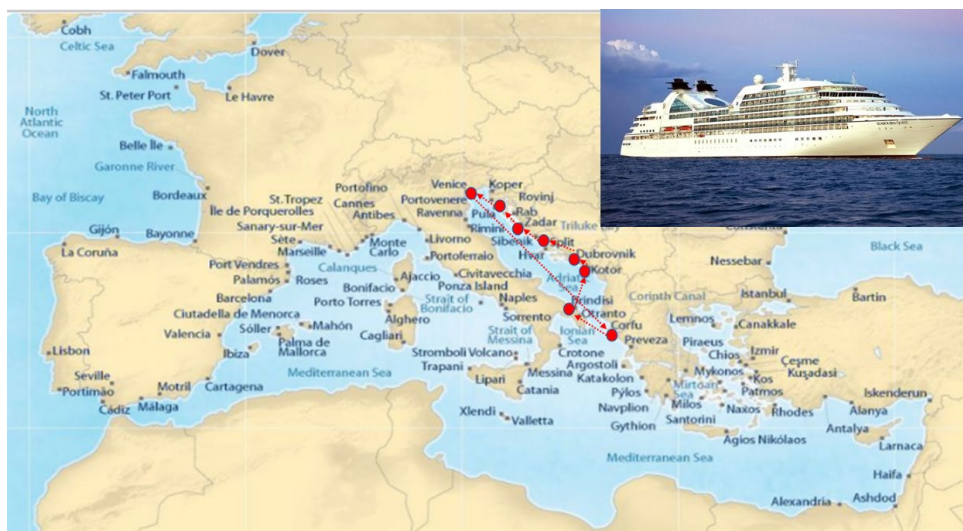 Cobh
Celtic Sea
Dover
Falmouth
St. Peter Port
Le Havre
North
Atlantic
Ocean
Belle Île
Garonne River
Bay of Biscay
Bordeaux
Gijón
Bayonne
La Coruña
St. Tropez
Île de Porquerolles
Sanary-sur-Mer
Sète
Marseille
Portofino
Cannes
Antibes
Monte
Carlo
Calanques
Port Vendres
Palamós
Roses
Barcelona
Ciutadella de Menorca
Valencia
Sóller
Mahón
Palma de
Mallorca
Ibiza
Lisbon
Séville
Portimão
Cádiz
Málaga
Motril
Cartagena
Mediterranean Sea
Venice
Koper
Portovenere
Rovinj
Ravenna
Pula
Rab
Rimini
Zadar
Livorno
Šibenik
Split
Portoferraio
Hvar
Dubrovnik
Kotor
Ajaccio
Civitavecchia
Bonifacio
Ponza Island
Porto Torres
Strait of
Bonifacio
Naples
Alghero
Sorrento
Cagliari
Brindisi
Otranto
Ionian
Sea
Corfu
Corinth Canal
Preveza
Strait of
Messina
Stromboli Volcano
Crotone
Trapani
Messina
Lipari
Catania
Xlendi
Valletta
Argostoli
Katakolon
Pýlos
Navplion
Gythion
Lemnos
Piraeus
Chios
Mykonos
Mirtoan
Sea
Milos
Santorini
Naxos
Agios Nikólaos
Istanbul
Canakkale
Izmir
Çeşme
Kuşadasi
Kos
Patmos
Rhodes
Nessebar
Black Sea
Bartin
Iskenderun
Alanya
Antalya
Larnaca
Mediterranean Sea
Haifa
Alexandria
Ashdod